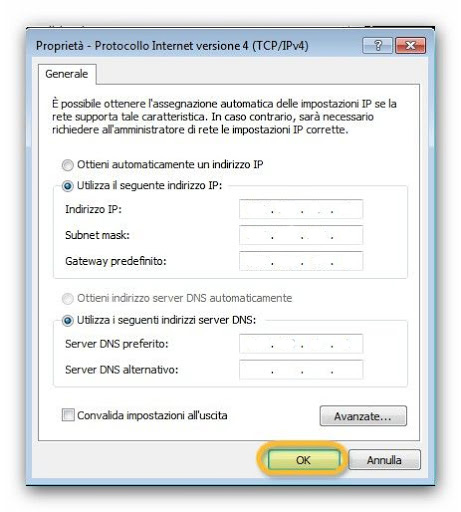 Proprietà - Protocollo Internet versione 4 (TCP/IPv4)
Generale
È possibile ottenere l'assegnazione automatica delle impostazioni IP se la
rete supporta tale caratteristica. In caso contrario, sarà necessario
richiedere all'amministratore di rete le impostazioni IP corrette.
Ottieni automaticamente un indirizzo IP
Utilizza il seguente indirizzo IP:
Indirizzo IP:
Subnet mask:
Gateway predefinito:
Ottieni indirizzo server DNS automaticamente
Utilizza i seguenti indirizzi server DNS:
Server DNS preferito:
Server DNS alternativo:
Convalida impostazioni all'uscita
Avanzate...
OK
Annulla